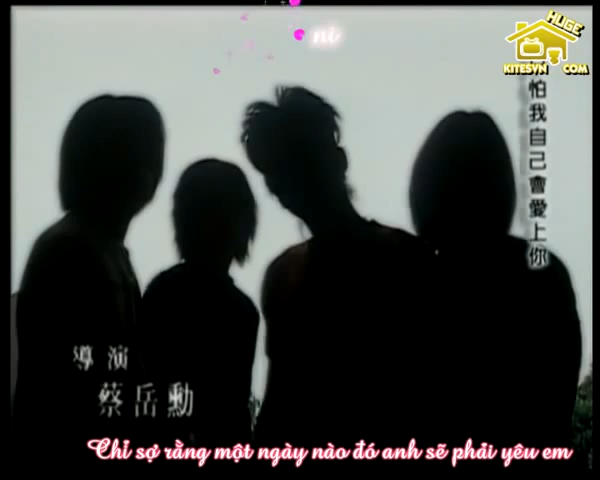 ni
HUGE
KITESVN COM
怕我自己會愛上你
導演
蔡岳勳
Chỉ sợ rằng một ngày nào đó anh sẽ phải yêu em